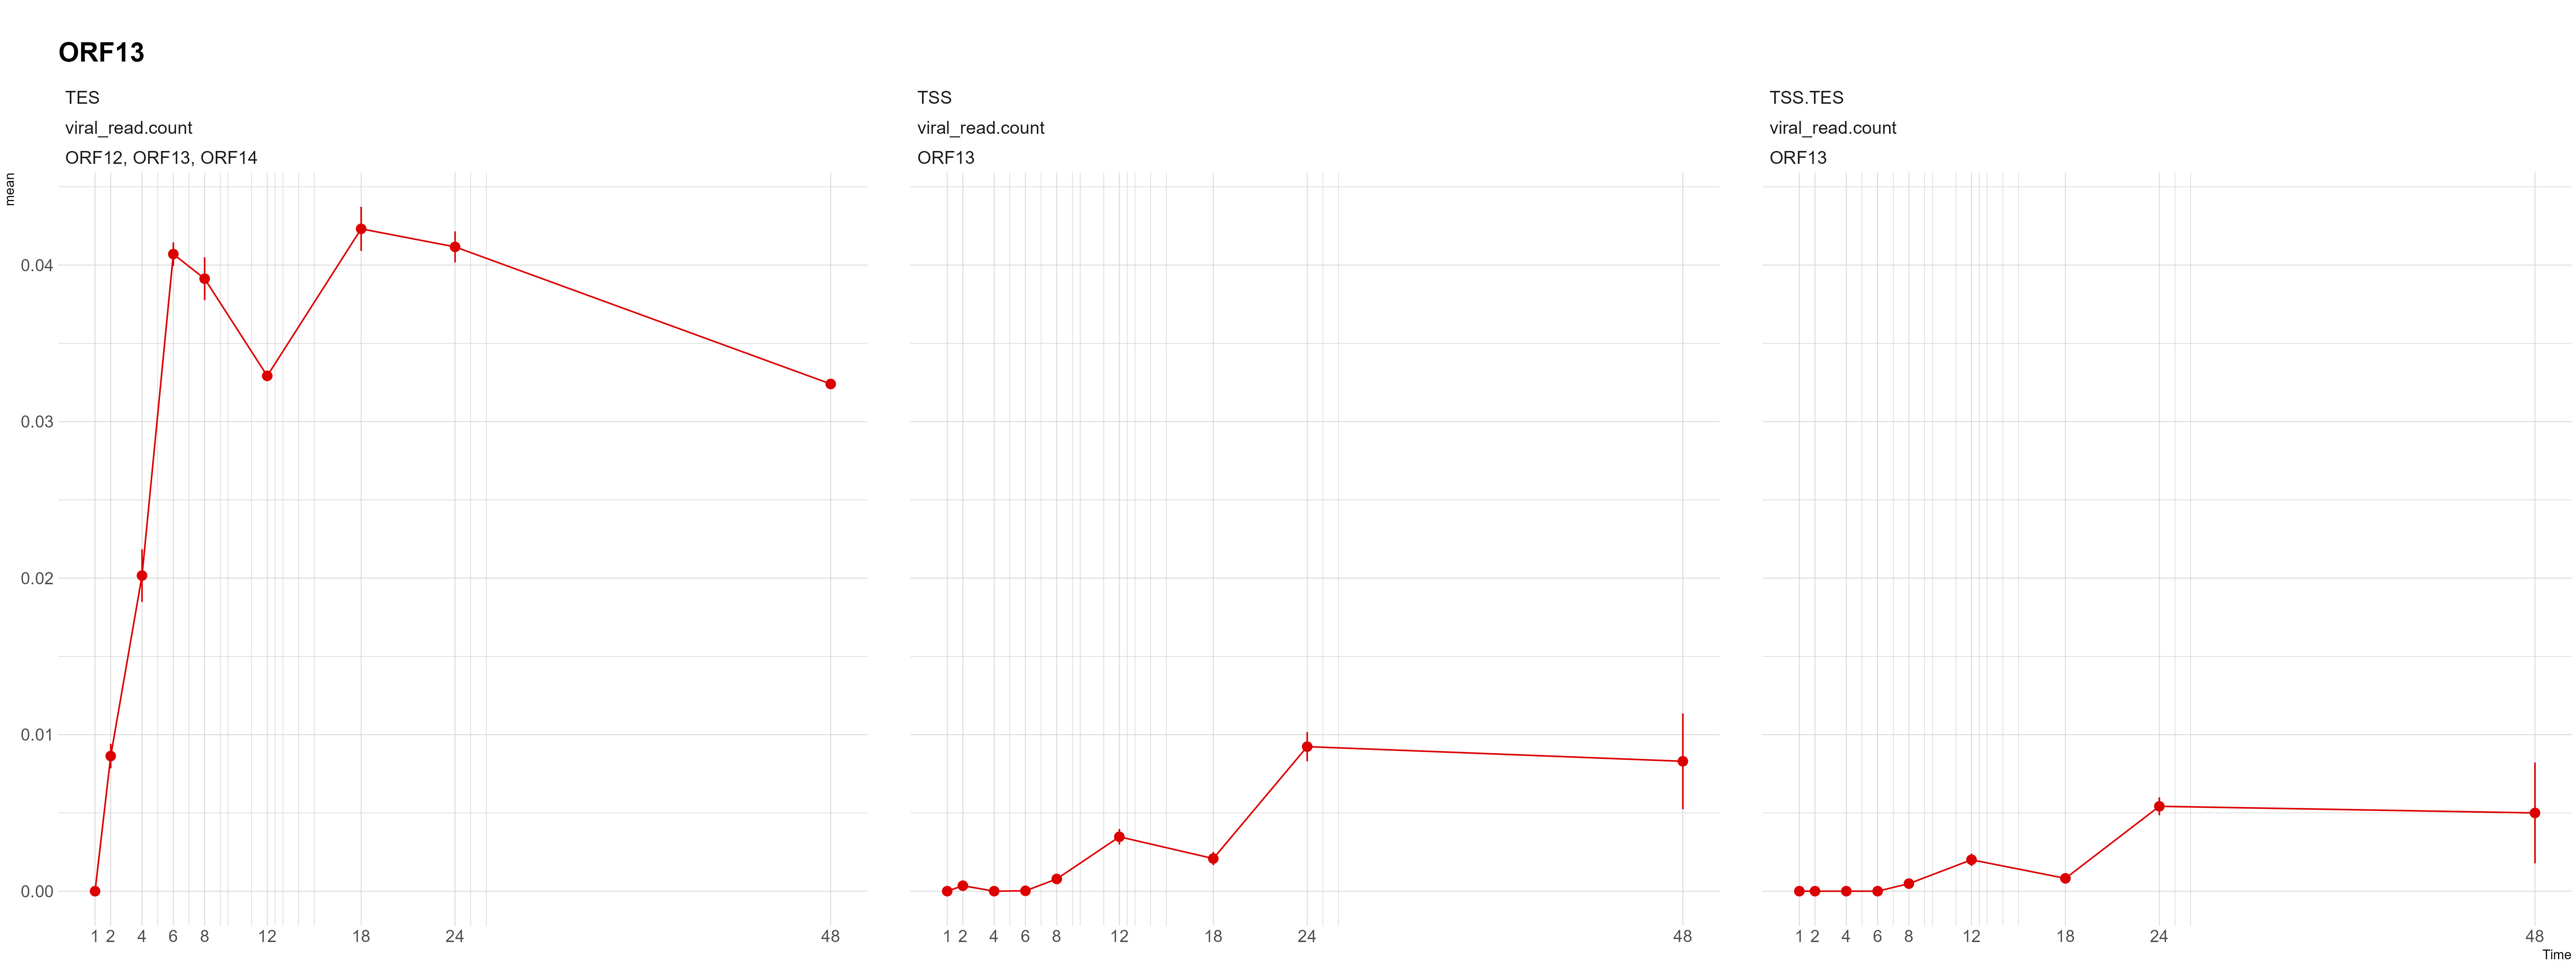 ORF13
TES
viral_read.count
ORF12, ORF13, ORF14
TSS
viral_read.count
ORF13
TSS.TES
viral_read.count
ORF13
mean
0.04
0.03
0.02
0.01
0.00
1 2 4 6 8 12 18 24 48
1 2 4 6 8 12 18 24 48
1 2 4 6 8 12 18 24 48
Time